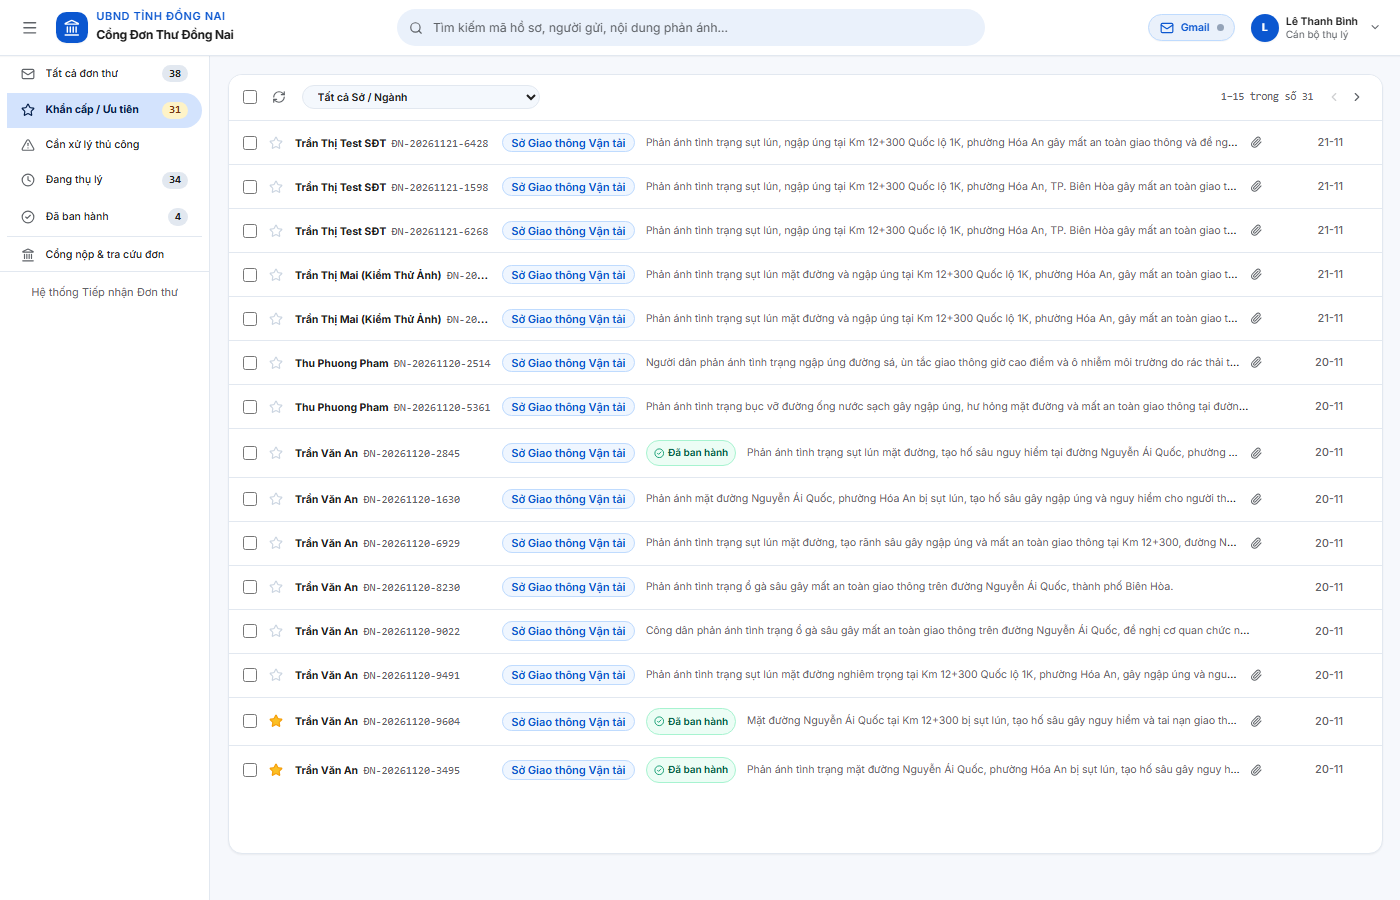 UBND TỈNH ĐỒNG NAI
Cổng Đơn Thư Đồng Nai
Tìm kiếm mã hồ sơ, người gửi, nội dung phản ánh...
Gmail
L
Lê Thanh Bình
Cán bộ thụ lý
Tất cả đơn thư 38
Khẩn cấp / Ưu tiên 31
Cần xử lý thủ công
Đang thụ lý 34
Đã ban hành 4
Cổng nộp & tra cứu đơn
Hệ thống Tiếp nhận Đơn thư
Tất cả Sở / Ngành
1–15 trong số 31
Trần Thị Test SĐT ĐN-20261121-6428 Sở Giao thông Vận tải Phản ánh tình trạng sụt lún, ngập úng tại Km 12+300 Quốc lộ 1K, phường Hóa An gây mất an toàn giao thông và đề ng... 21-11
Trần Thị Test SĐT ĐN-20261121-1598 Sở Giao thông Vận tải Phản ánh tình trạng sụt lún, ngập úng tại Km 12+300 Quốc lộ 1K, phường Hóa An, TP. Biên Hòa gây mất an toàn giao t... 21-11
Trần Thị Test SĐT ĐN-20261121-6268 Sở Giao thông Vận tải Phản ánh tình trạng sụt lún, ngập úng tại Km 12+300 Quốc lộ 1K, phường Hóa An, TP. Biên Hòa gây mất an toàn giao t... 21-11
Trần Thị Mai (Kiểm Thử Ảnh) ĐN-20... Sở Giao thông Vận tải Phản ánh tình trạng sụt lún mặt đường và ngập úng tại Km 12+300 Quốc lộ 1K, phường Hóa An, gây mất an toàn giao t... 21-11
Trần Thị Mai (Kiểm Thử Ảnh) ĐN-20... Sở Giao thông Vận tải Phản ánh tình trạng sụt lún mặt đường và ngập úng tại Km 12+300 Quốc lộ 1K, phường Hóa An, gây mất an toàn giao t... 21-11
Thu Phuong Pham ĐN-20261120-2514 Sở Giao thông Vận tải Người dân phản ánh tình trạng ngập úng đường sá, ùn tắc giao thông giờ cao điểm và ô nhiễm môi trường do rác thải t... 20-11
Thu Phuong Pham ĐN-20261120-5361 Sở Giao thông Vận tải Phản ánh tình trạng bục vỡ đường ống nước sạch gây ngập úng, hư hỏng mặt đường và mất an toàn giao thông tại đườn... 20-11
Trần Văn An ĐN-20261120-2845 Sở Giao thông Vận tải Đã ban hành Phản ánh tình trạng sụt lún mặt đường, tạo hố sâu nguy hiểm tại đường Nguyễn Ái Quốc, phường ... 20-11
Trần Văn An ĐN-20261120-1630 Sở Giao thông Vận tải Phản ánh mặt đường Nguyễn Ái Quốc, phường Hóa An bị sụt lún, tạo hố sâu gây ngập úng và nguy hiểm cho người th... 20-11
Trần Văn An ĐN-20261120-6929 Sở Giao thông Vận tải Phản ánh tình trạng sụt lún mặt đường, tạo rãnh sâu gây ngập úng và mất an toàn giao thông tại Km 12+300, đường N... 20-11
Trần Văn An ĐN-20261120-8230 Sở Giao thông Vận tải Phản ánh tình trạng ổ gà sâu gây mất an toàn giao thông trên đường Nguyễn Ái Quốc, thành phố Biên Hòa. 20-11
Trần Văn An ĐN-20261120-9022 Sở Giao thông Vận tải Công dân phản ánh tình trạng ổ gà sâu gây mất an toàn giao thông trên đường Nguyễn Ái Quốc, đề nghị cơ quan chức n... 20-11
Trần Văn An ĐN-20261120-9491 Sở Giao thông Vận tải Phản ánh tình trạng sụt lún mặt đường nghiêm trọng tại Km 12+300 Quốc lộ 1K, phường Hóa An, gây ngập úng và ngu... 20-11
Trần Văn An ĐN-20261120-9604 Sở Giao thông Vận tải Đã ban hành Mặt đường Nguyễn Ái Quốc tại Km 12+300 bị sụt lún, tạo hố sâu gây nguy hiểm và tai nạn giao th... 20-11
Trần Văn An ĐN-20261120-3495 Sở Giao thông Vận tải Đã ban hành Phản ánh tình trạng mặt đường Nguyễn Ái Quốc, phường Hóa An bị sụt lún, tạo hố sâu gây nguy h... 20-11